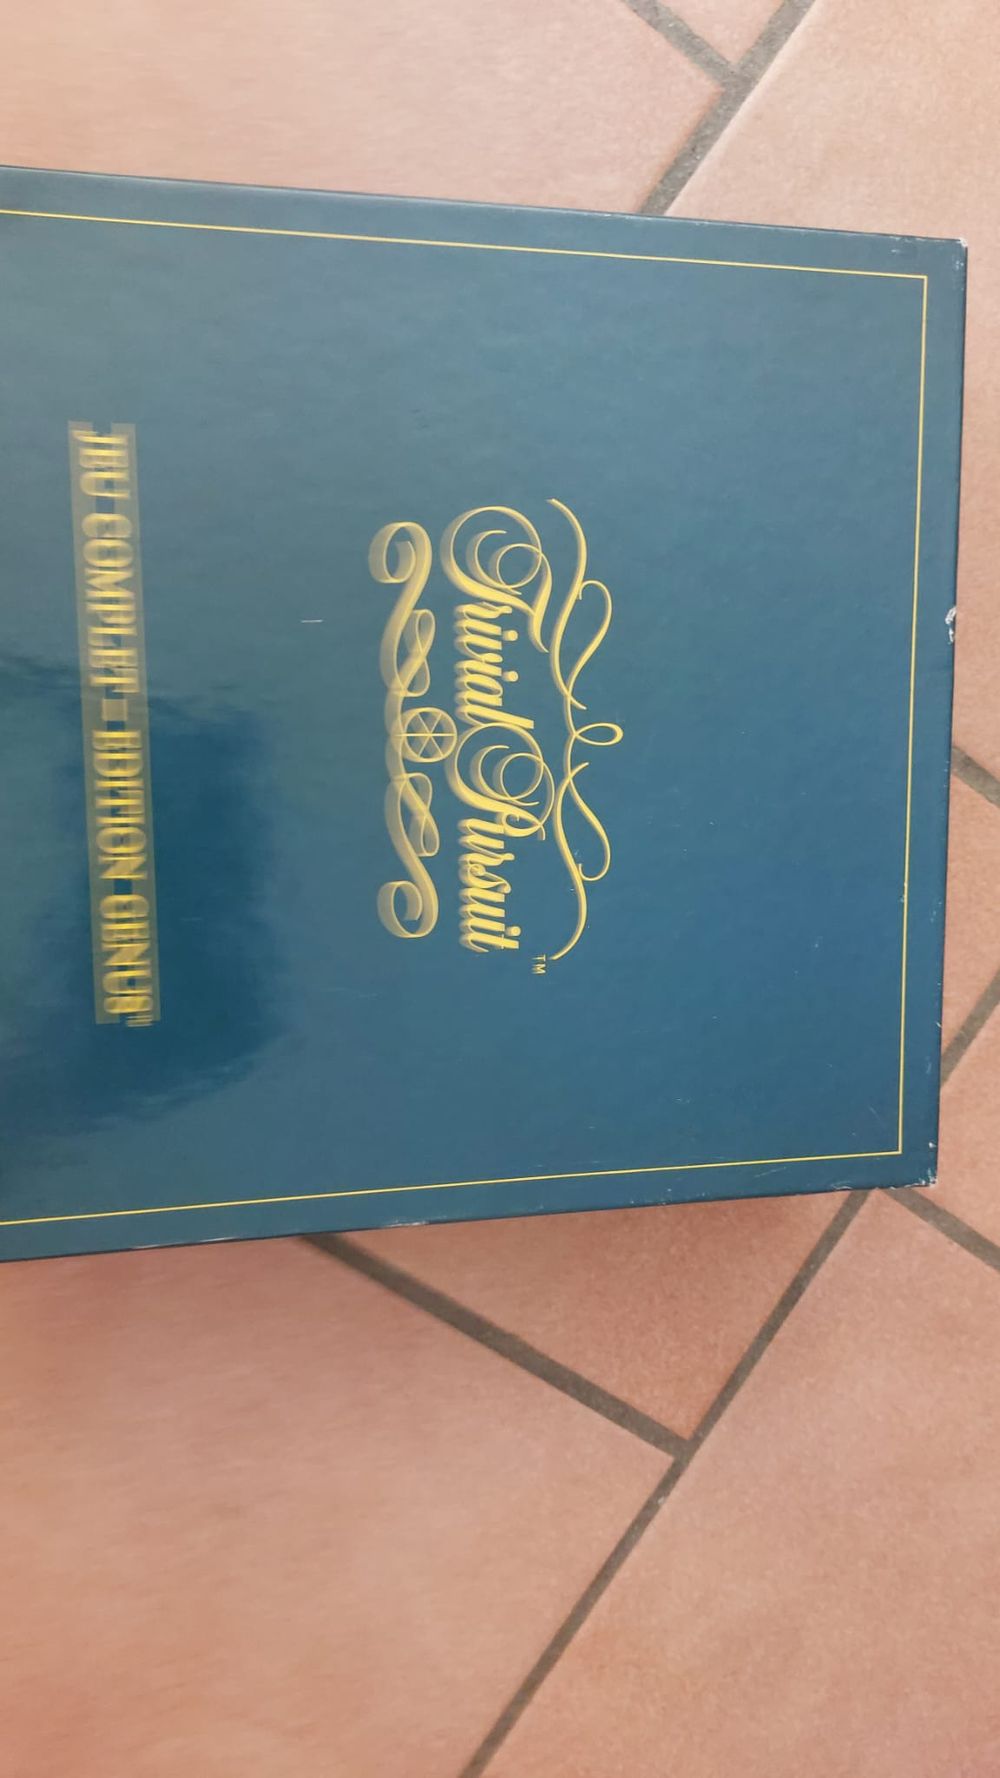 Trivial Pursuit™
JEU COMPLET – EDITION GENUS